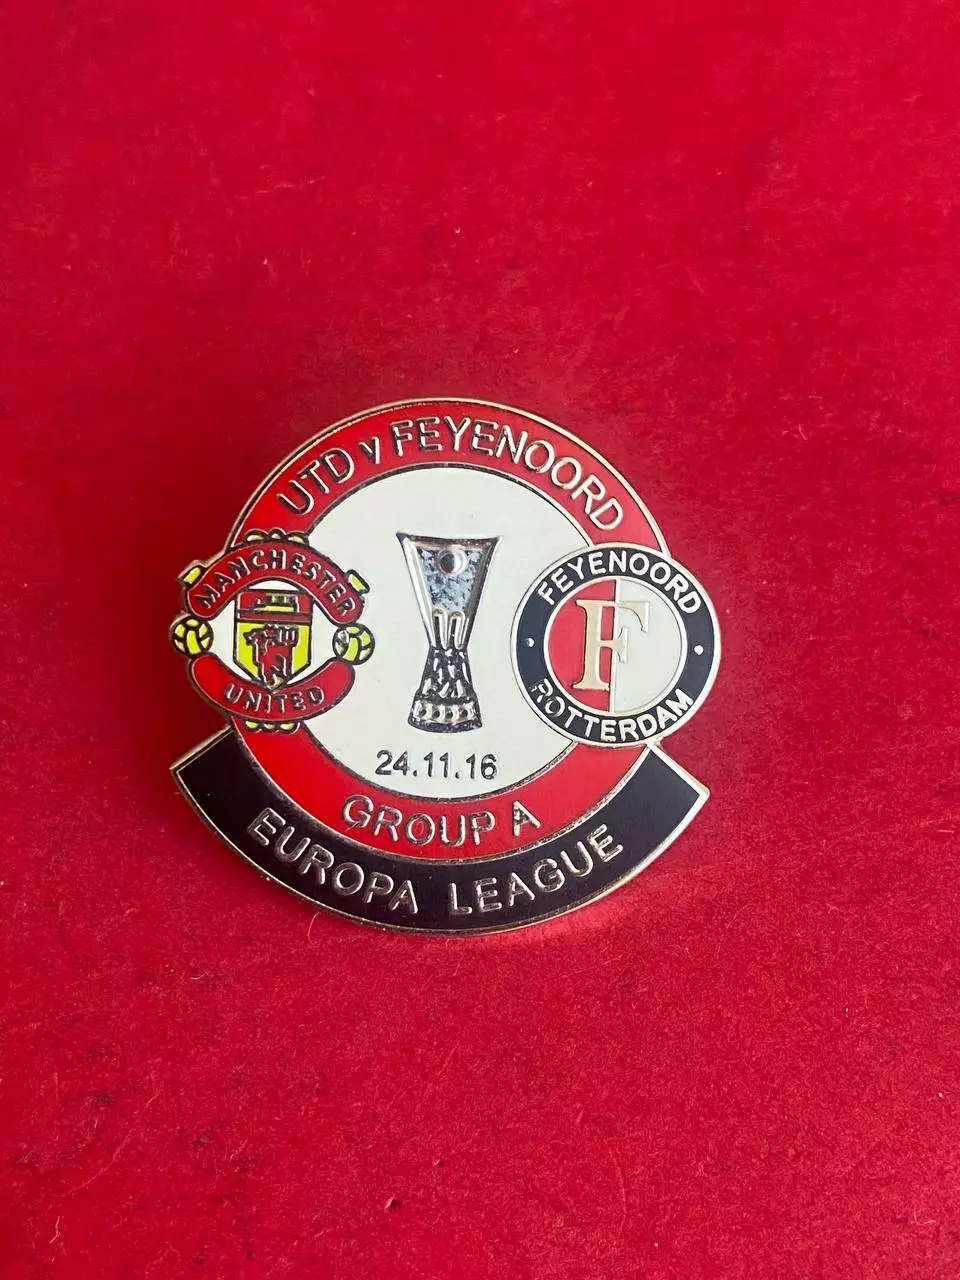 UTD v FEYENOORD
MANCHESTER
UNITED
FEYENOORD
F
ROTTERDAM
24.11.16
GROUP A
EUROPA LEAGUE